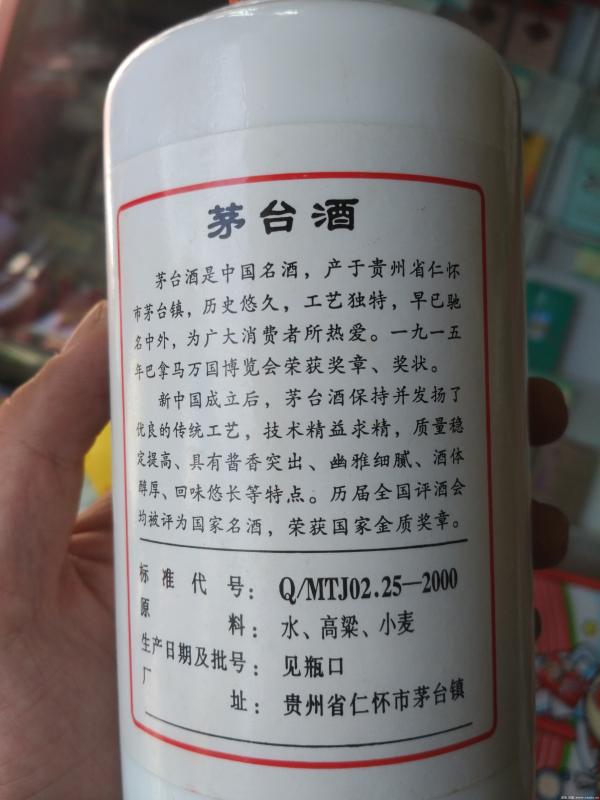 茅台酒
茅台酒是中国名酒，产于贵州省仁怀
市茅台镇，历史悠久，工艺独特，早已驰
名中外，为广大消费者所热爱。一九一五
年巴拿马万国博览会荣获奖章、奖状。
新中国成立后，茅台酒保持并发扬了
优良的传统工艺，技术精益求精，质量稳
定提高、具有酱香突出、幽雅细腻、酒体
醇厚、回味悠长等特点。历届全国评酒会
均被评为国家名酒，荣获国家金质奖章。
标准代号：Q/MTJ02.25—2000
原料：水、高粱、小麦
生产日期及批号：见瓶口
厂址：贵州省仁怀市茅台镇